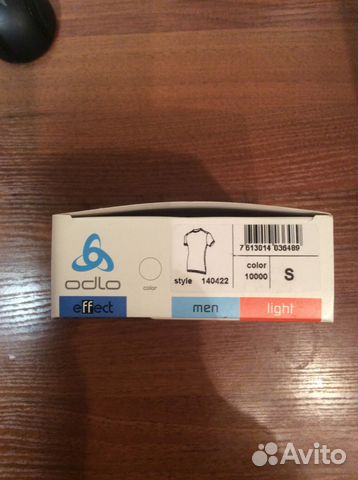 7 613014 036489
odlo
color
style 140422
color
10000
S
effect
men
light
Avito